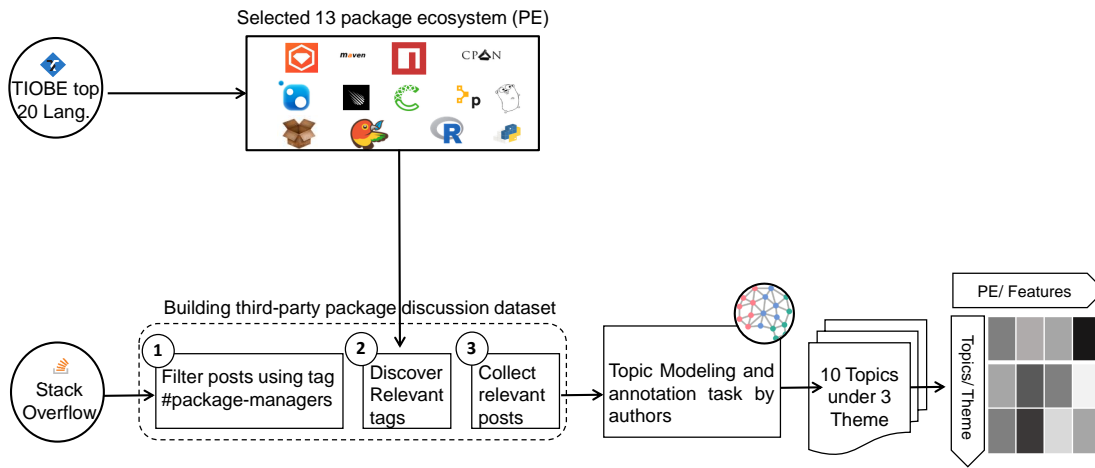 Selected 13 package ecosystem (PE)
maven
CPAN
p
R
TIOBE top
20 Lang.
Building third-party package discussion dataset
1
Filter posts using tag
#package-managers
2
Discover
Relevant
tags
3
Collect
relevant
posts
Stack
Overflow
Topic Modeling and
annotation task by
authors
10 Topics
under 3
Theme
PE/ Features
Topics/ Theme